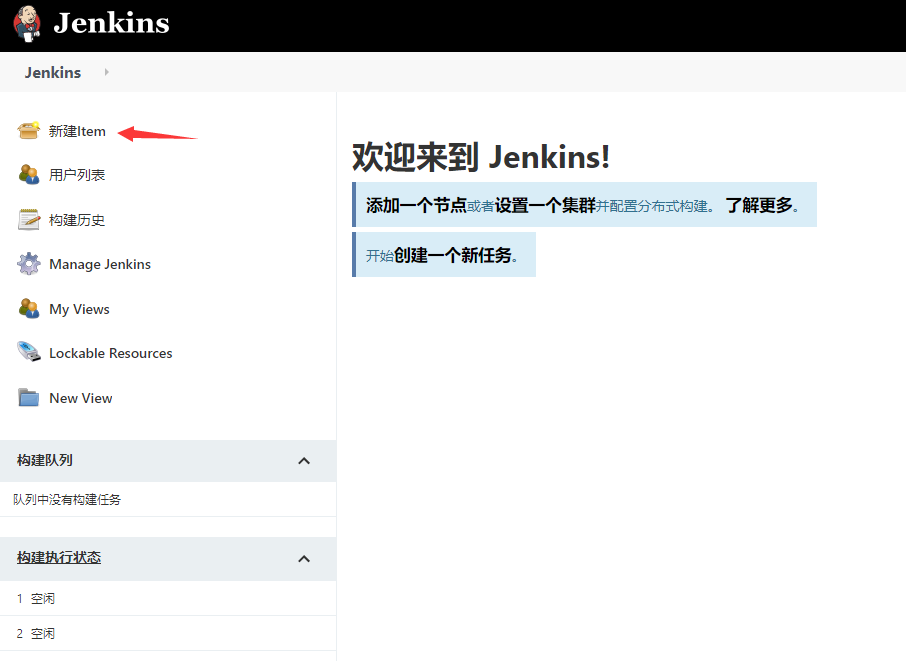 Jenkins
Jenkins
新建Item
用户列表
构建历史
Manage Jenkins
My Views
Lockable Resources
New View
构建队列
队列中没有构建任务
构建执行状态
1 空闲
2 空闲
欢迎来到 Jenkins!
添加一个节点或者设置一个集群并配置分布式构建。 了解更多。
开始创建一个新任务。